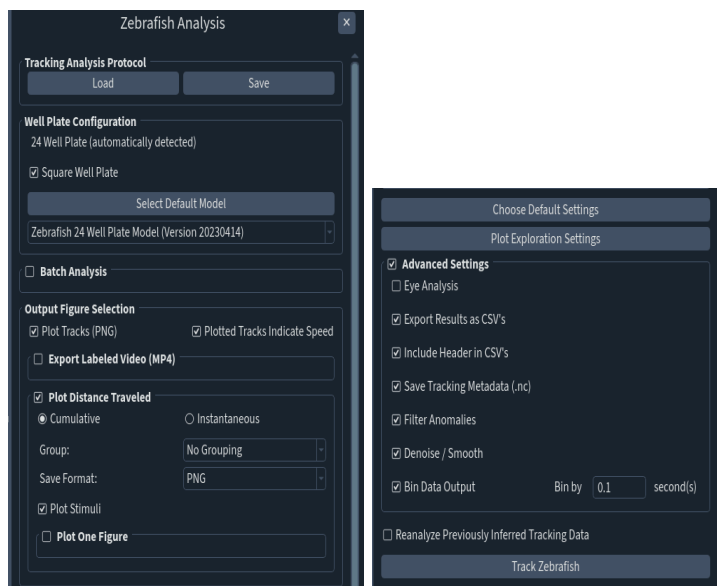 Zebrafish Analysis
Tracking Analysis Protocol
Load Save
Well Plate Configuration
24 Well Plate (automatically detected)
Square Well Plate
Select Default Model
Zebrafish 24 Well Plate Model (Version 20230414)
Batch Analysis
Output Figure Selection
Plot Tracks (PNG) Plotted Tracks Indicate Speed
Export Labeled Video (MP4)
Plot Distance Traveled
Cumulative Instantaneous
Group: No Grouping
Save Format: PNG
Plot Stimuli
Plot One Figure
Choose Default Settings
Plot Exploration Settings
Advanced Settings
Eye Analysis
Export Results as CSV's
Include Header in CSV's
Save Tracking Metadata (.nc)
Filter Anomalies
Denoise / Smooth
Bin Data Output Bin by 0.1 second(s)
Reanalyze Previously Inferred Tracking Data
Track Zebrafish